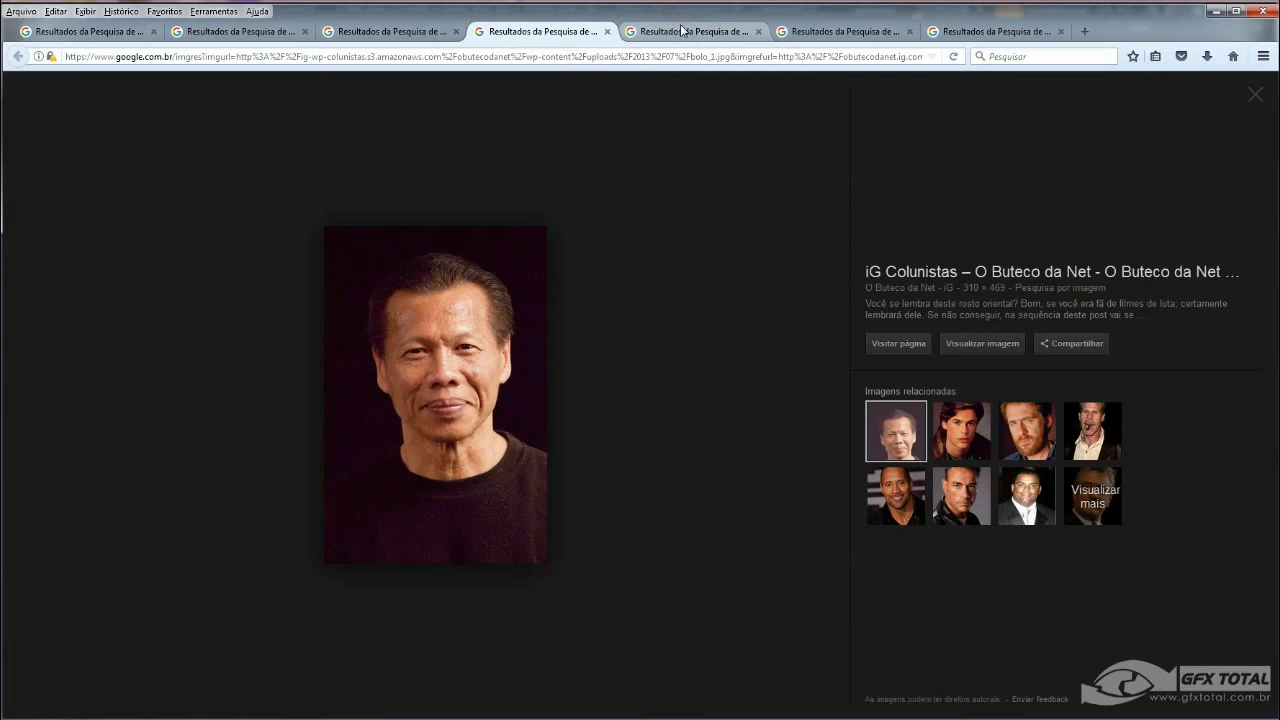 Arquivo Editar Exibir Histórico Favoritos Ferramentas Ajuda
Resultados da Pesquisa de ... Resultados da Pesquisa de ... Resultados da Pesquisa de ... Resultados da Pesquisa de ... Resultados da Pesquisa de ... Resultados da Pesquisa de ... Resultados da Pesquisa de ...
https://www.google.com.br/imgres?imgurl=http%3A%2F%2Fig-wp-colunistas.s3.amazonaws.com%2Fobutecodanet%2Fwp-content%2Fuploads%2F2013%2F07%2Fbolo_1.jpg&imgrefurl=http%3A%2F%2Fobutecodanet.ig.com Pesquisar
iG Colunistas – O Buteco da Net - O Buteco da Net ...
O Buteco da Net - iG - 310 × 469 - Pesquisa por imagem
Você se lembra deste rosto oriental? Bom, se você era fã de filmes de luta, certamente
lembrará dele. Se não conseguir, na sequência deste post vai se ...
Visitar página Visualizar imagem Compartilhar
Imagens relacionadas:
Visualizar
mais
As imagens podem ter direitos autorais. - Enviar feedback
GFX TOTAL
www.gfxtotal.com.br